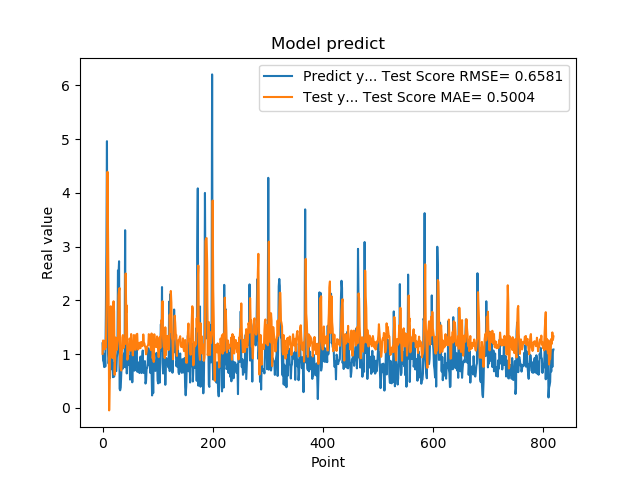 Model predict
Predict y... Test Score RMSE= 0.6581
Test y... Test Score MAE= 0.5004
Real value
6
5
4
3
2
1
0
0 200 400 600 800
Point